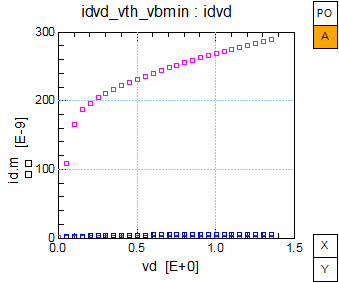 idvd_vth_vbmin : idvd
PO
A
300
200
100
0
id.m [E-9]
0.0
0.5
1.0
1.5
vd [E+0]
X
Y